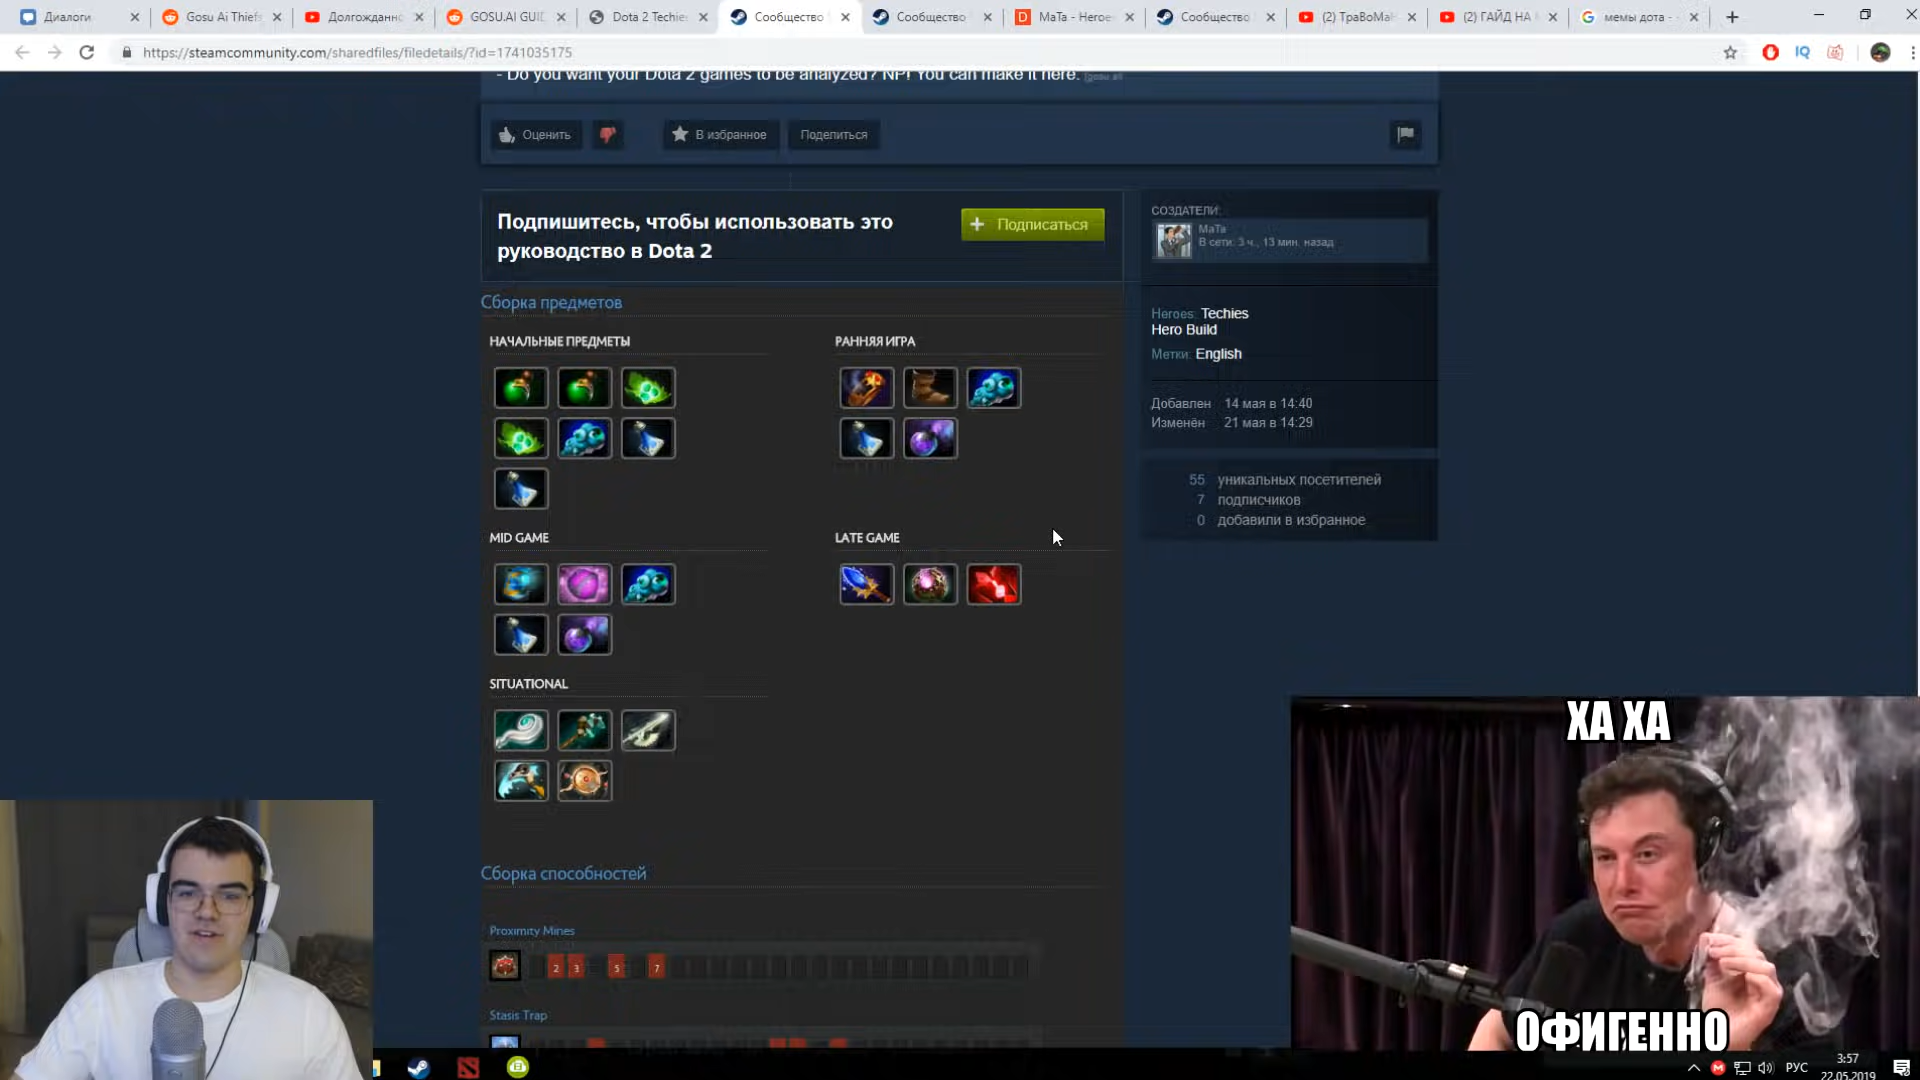 Диалоги
Gosu Ai Thiefs
Долгожданно
GOSU.AI GUID
Dota 2 Techies
Сообщество
Сообщество
MaTa - Heroe
Сообщество
(2) ТраВоМаН
(2) ГАЙД НА
мемы дота -
https://steamcommunity.com/sharedfiles/filedetails/?id=1741035175
- Do you want your Dota 2 games to be analyzed? NP! You can make it here.
Оценить
В избранное
Поделиться
Подпишитесь, чтобы использовать это
руководство в Dota 2
Подписаться
СОЗДАТЕЛИ:
MaTa
В сети: 3 ч., 13 мин. назад
Сборка предметов
НАЧАЛЬНЫЕ ПРЕДМЕТЫ
РАННЯЯ ИГРА
Heroes: Techies
Hero Build
Метки: English
Добавлен 14 мая в 14:40
Изменён 21 мая в 14:29
55 уникальных посетителей
7 подписчиков
0 добавили в избранное
MID GAME
LATE GAME
SITUATIONAL
Сборка способностей
Proximity Mines
2 3 5 7
Stasis Trap
ХА ХА
ОФИГЕННО
РУС
3:57
22.05.2019